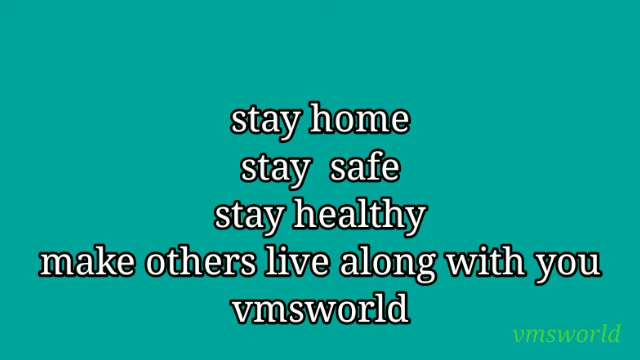 stay home
stay  safe
stay healthy
make others live along with you
vmsworld
vmsworld